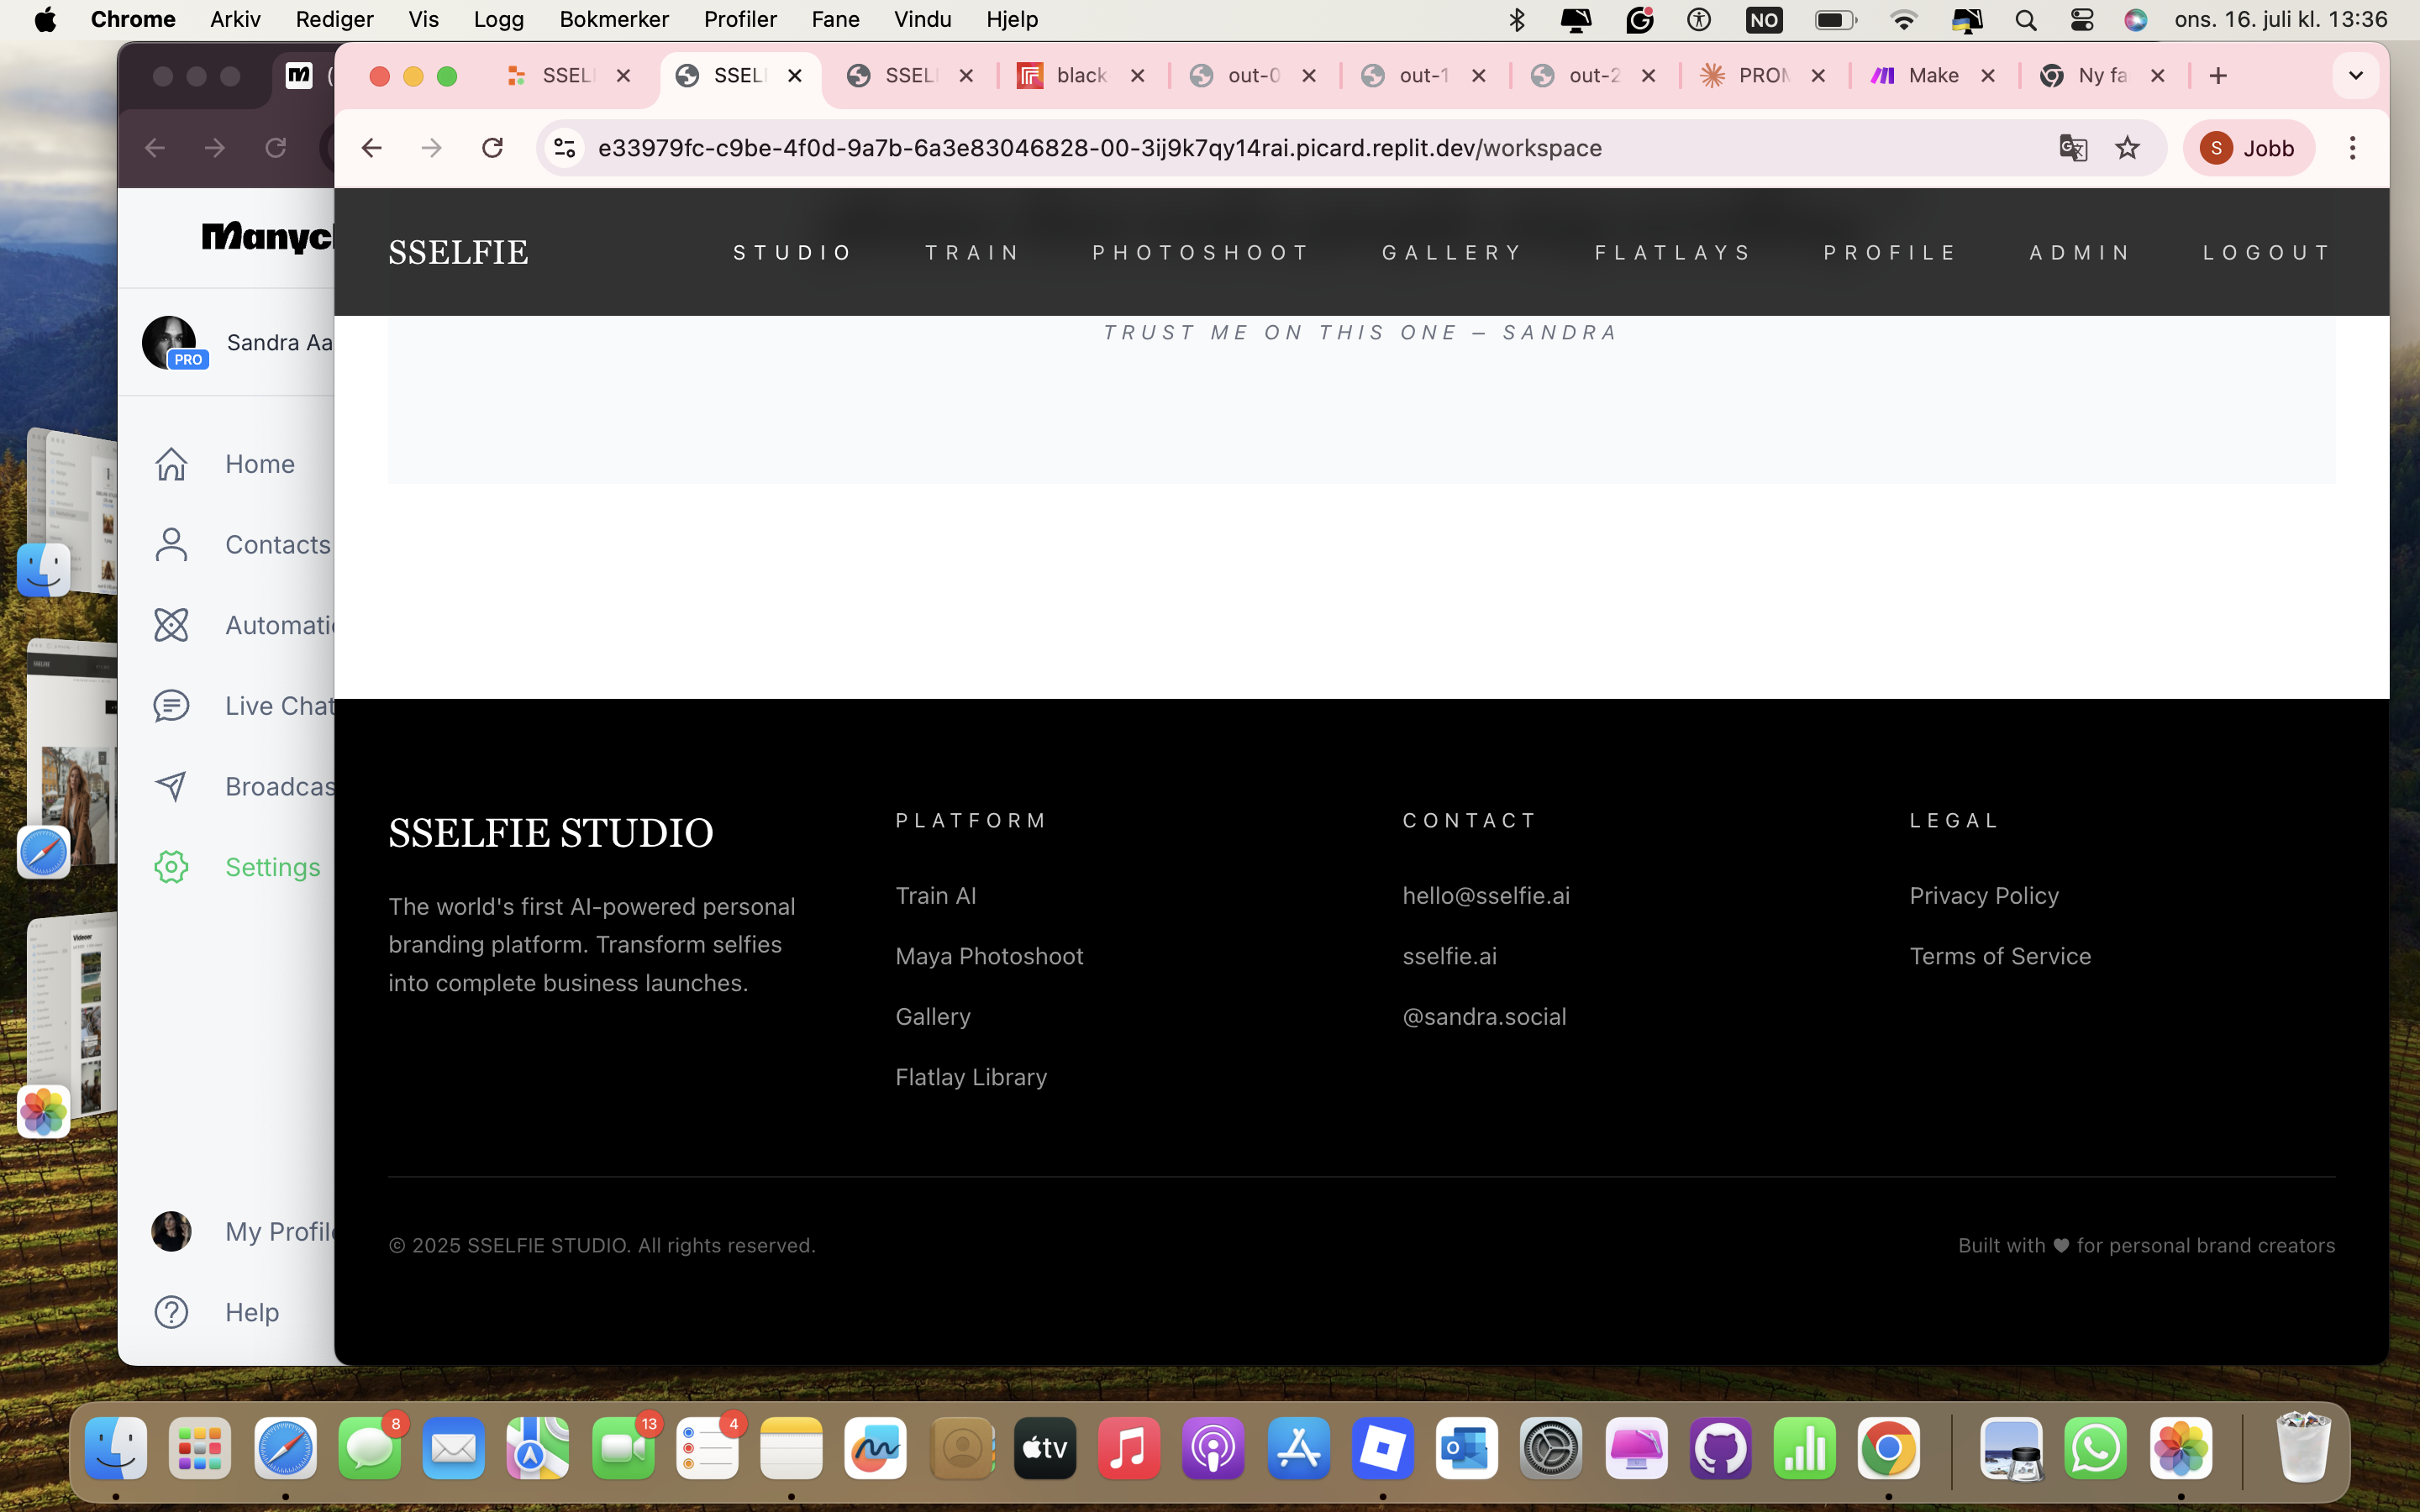 Chrome Arkiv Rediger Vis Logg Bokmerker Profiler Fane Vindu Hjelp NO ons. 16. juli kl. 13:36
SSEL SSEL SSEL black out-0 out-1 out-2 PRO Make Ny fa
e33979fc-c9be-4f0d-9a7b-6a3e83046828-00-3ij9k7qy14rai.picard.replit.dev/workspace
S Jobb
Manyc
SSELFIE STUDIO TRAIN PHOTOSHOOT GALLERY FLATLAYS PROFILE ADMIN LOGOUT
Sandra Aa
PRO
TRUST ME ON THIS ONE – SANDRA
Home
Contacts
Automati
Live Chat
Broadcas
Settings
My Profile
Help
SSELFIE STUDIO
The world's first AI-powered personal
branding platform. Transform selfies
into complete business launches.
PLATFORM
Train AI
Maya Photoshoot
Gallery
Flatlay Library
CONTACT
hello@sselfie.ai
sselfie.ai
@sandra.social
LEGAL
Privacy Policy
Terms of Service
© 2025 SSELFIE STUDIO. All rights reserved.
Built with ♥ for personal brand creators
8
13
4
tv